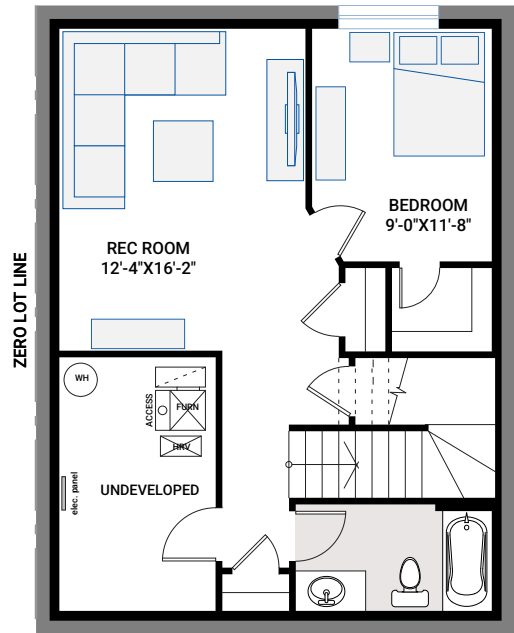 BEDROOM
9'-0"X11'-8"
REC ROOM
12'-4"X16'-2"
ZERO LOT LINE
WH
ACCESS
FURN
HRV
UNDEVELOPED
elec. panel